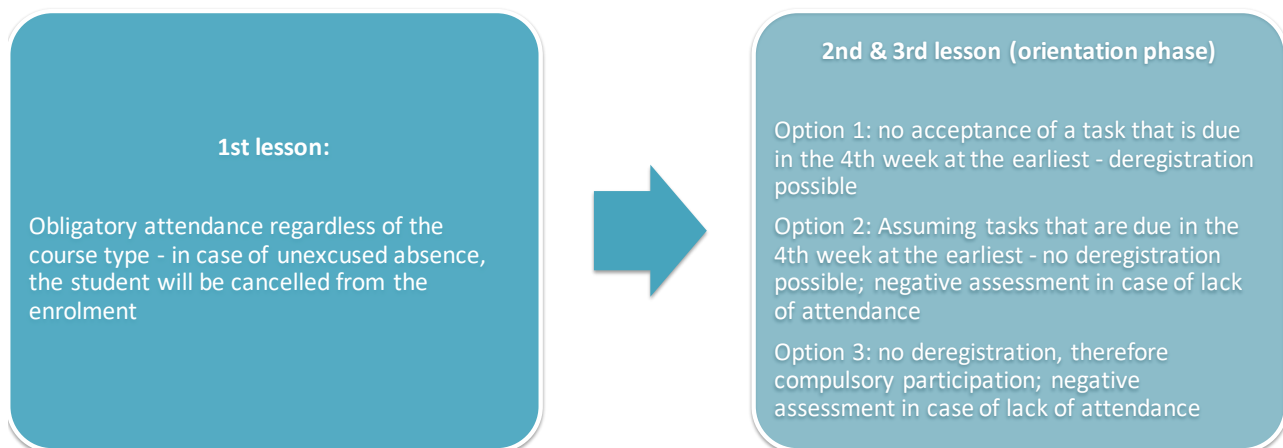 1st lesson:
Obligatory attendance regardless of the
course type - in case of unexcused absence,
the student will be cancelled from the
enrolment
2nd & 3rd lesson (orientation phase)
Option 1: no acceptance of a task that is due
in the 4th week at the earliest - deregistration
possible
Option 2: Assuming tasks that are due in the
4th week at the earliest - no deregistration
possible; negative assessment in case of lack
of attendance
Option 3: no deregistration, therefore
compulsory participation; negative
assessment in case of lack of attendance